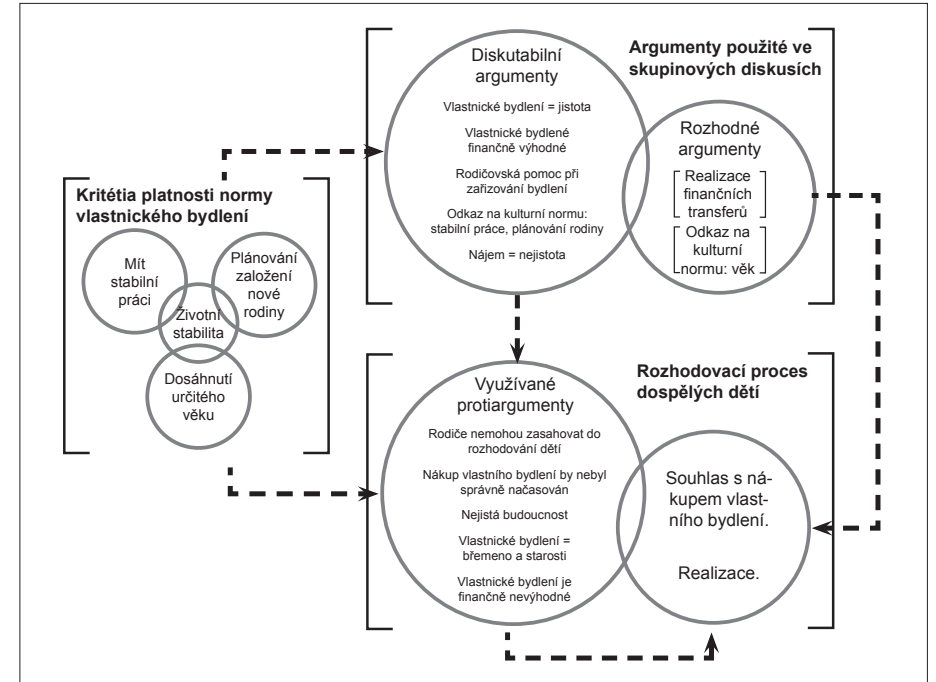 Kritétia platnosti normy
vlastnického bydlení
Mít
stabilní
práci
Plánování
založení
nové
rodiny
Životní
stabilita
Dosáhnutí
určitého
věku
Diskutabilní
argumenty
Vlastnické bydlení = jistota
Vlastnické bydlené
finančně výhodné
Rodičovská pomoc při
zařizování bydlení
Odkaz na kulturní normu:
stabilní práce, plánování rodiny
Nájem = nejistota
Argumenty použité ve
skupinových diskusích
Rozhodné
argumenty
Realizace
finančních
transferů
Odkaz na
kulturní
normu: věk
Využívané
protiargumenty
Rodiče nemohou zasahovat do
rozhodování dětí
Nákup vlastního bydlení by nebyl
správně načasován
Nejistá budoucnost
Vlastnické bydlení =
břemeno a starosti
Vlastnické bydlení je
finančně nevýhodné
Rozhodovací proces
dospělých dětí
Souhlas s ná-
kupem vlast-
ního bydlení.
Realizace.